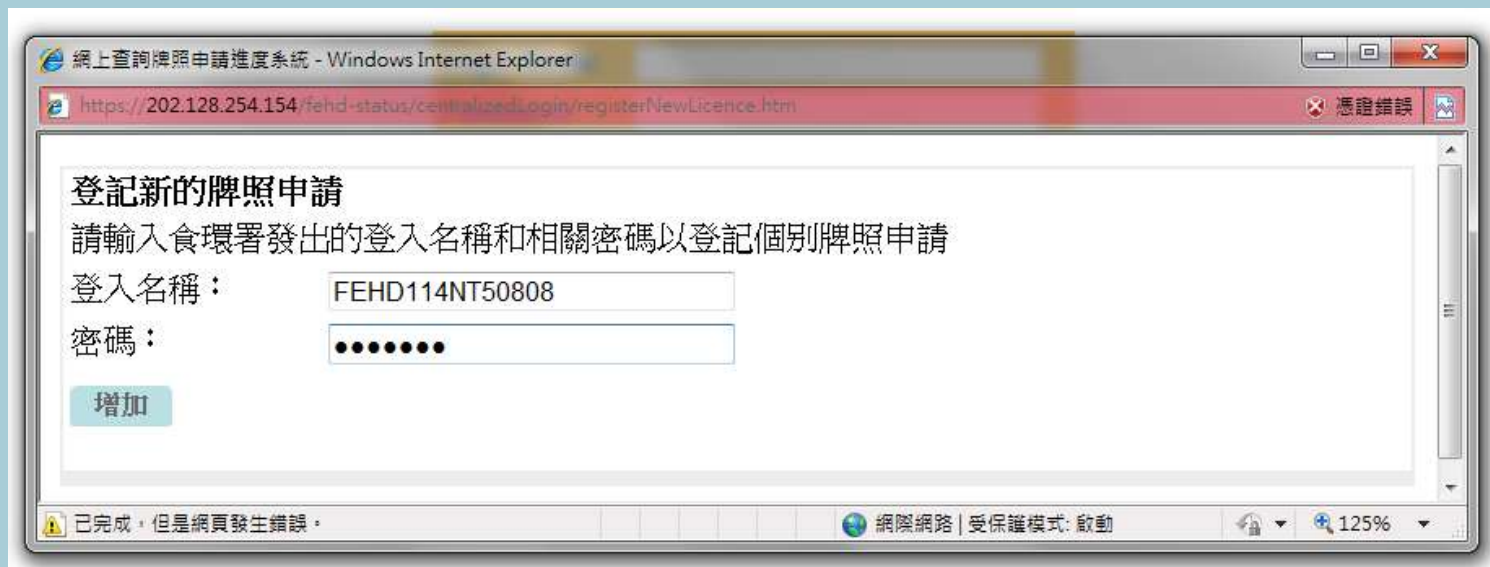 網上查詢牌照申請進度系統 - Windows Internet Explorer
https://202.128.254.154/fehd-status/centralizedLogin/registerNewLicence.htm
憑證錯誤
登記新的牌照申請
請輸入食環署發出的登入名稱和相關密碼以登記個別牌照申請
登入名稱：
FEHD114NT50808
密碼：
●●●●●●●
增加
已完成，但是網頁發生錯誤。
網際網路 | 受保護模式: 啟動
125%